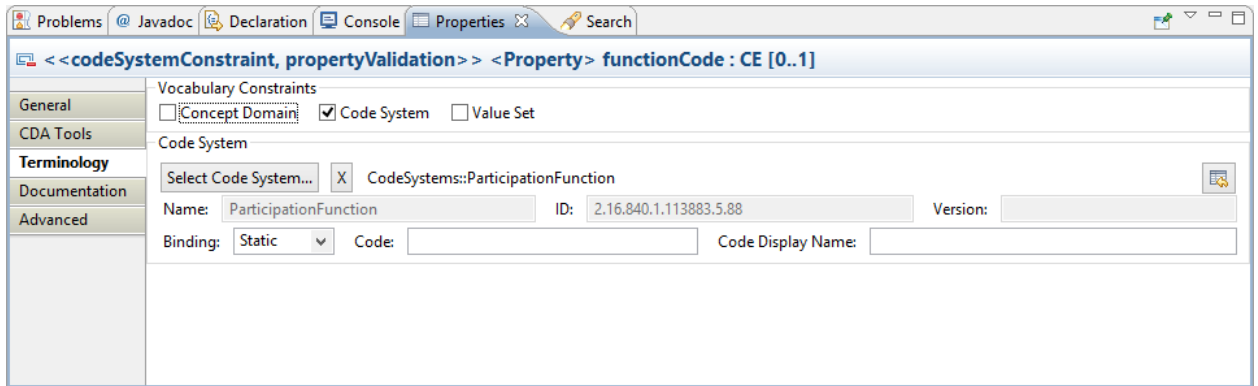 Problems @ Javadoc Declaration Console Properties Search
<<codeSystemConstraint, propertyValidation>> <Property> functionCode : CE [0..1]
General
CDA Tools
Terminology
Documentation
Advanced
Vocabulary Constraints
Concept Domain Code System Value Set
Code System
Select Code System... X CodeSystems::ParticipationFunction
Name: ParticipationFunction ID: 2.16.840.1.113883.5.88 Version:
Binding: Static Code: Code Display Name: